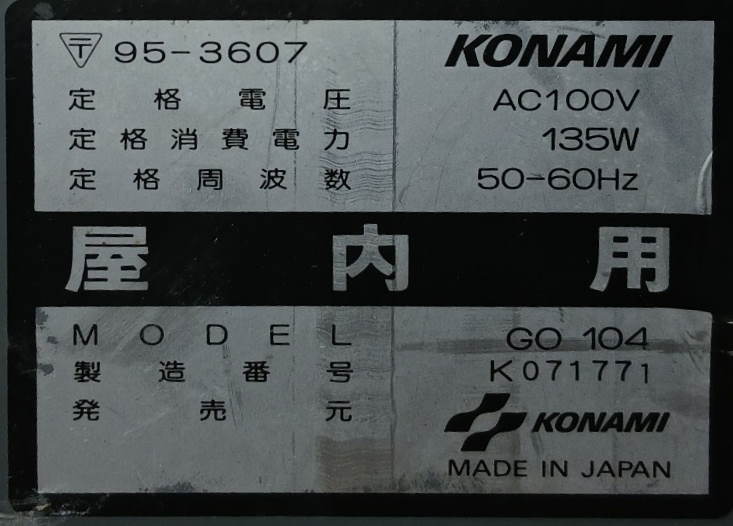 〒 95-3607 KONAMI
定格電圧 AC100V
定格消費電力 135W
定格周波数 50-60Hz
屋内用
MODEL GO 104
製造番号 K071771
発売元 KONAMI
MADE IN JAPAN